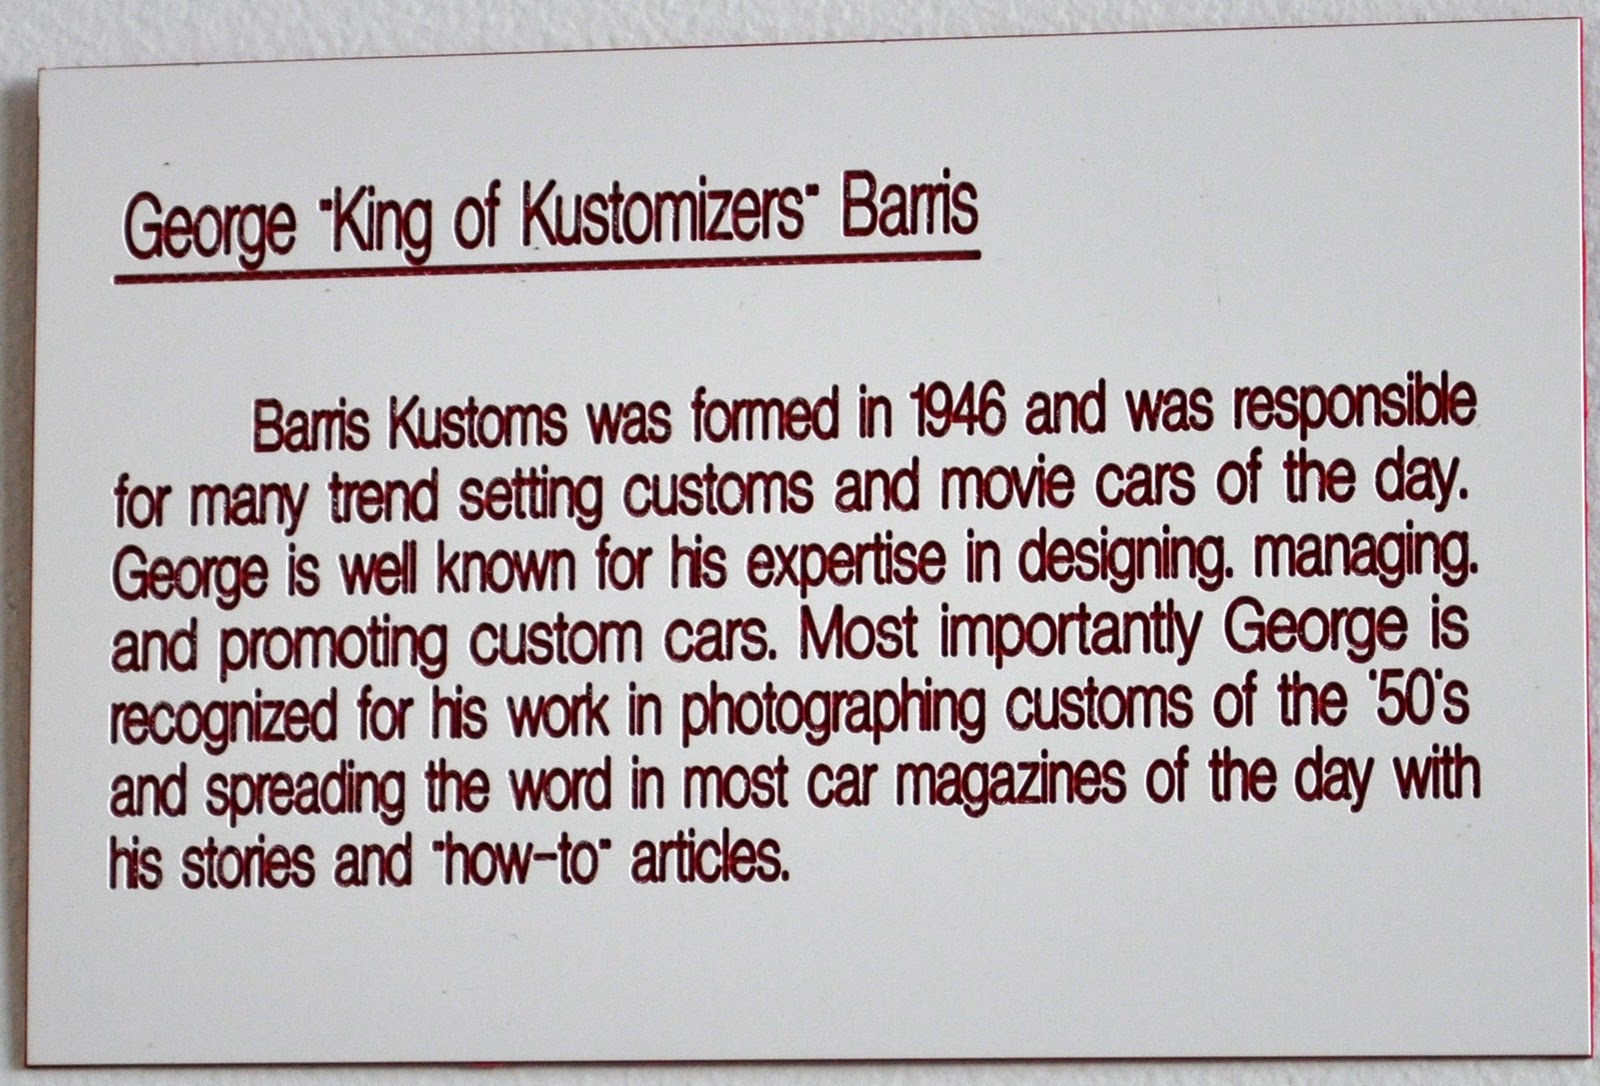 George "King of Kustomizers" Barris
Barris Kustoms was formed in 1946 and was responsible
for many trend setting customs and movie cars of the day.
George is well known for his expertise in designing, managing,
and promoting custom cars. Most importantly George is
recognized for his work in photographing customs of the '50's
and spreading the word in most car magazines of the day with
his stories and "how-to" articles.